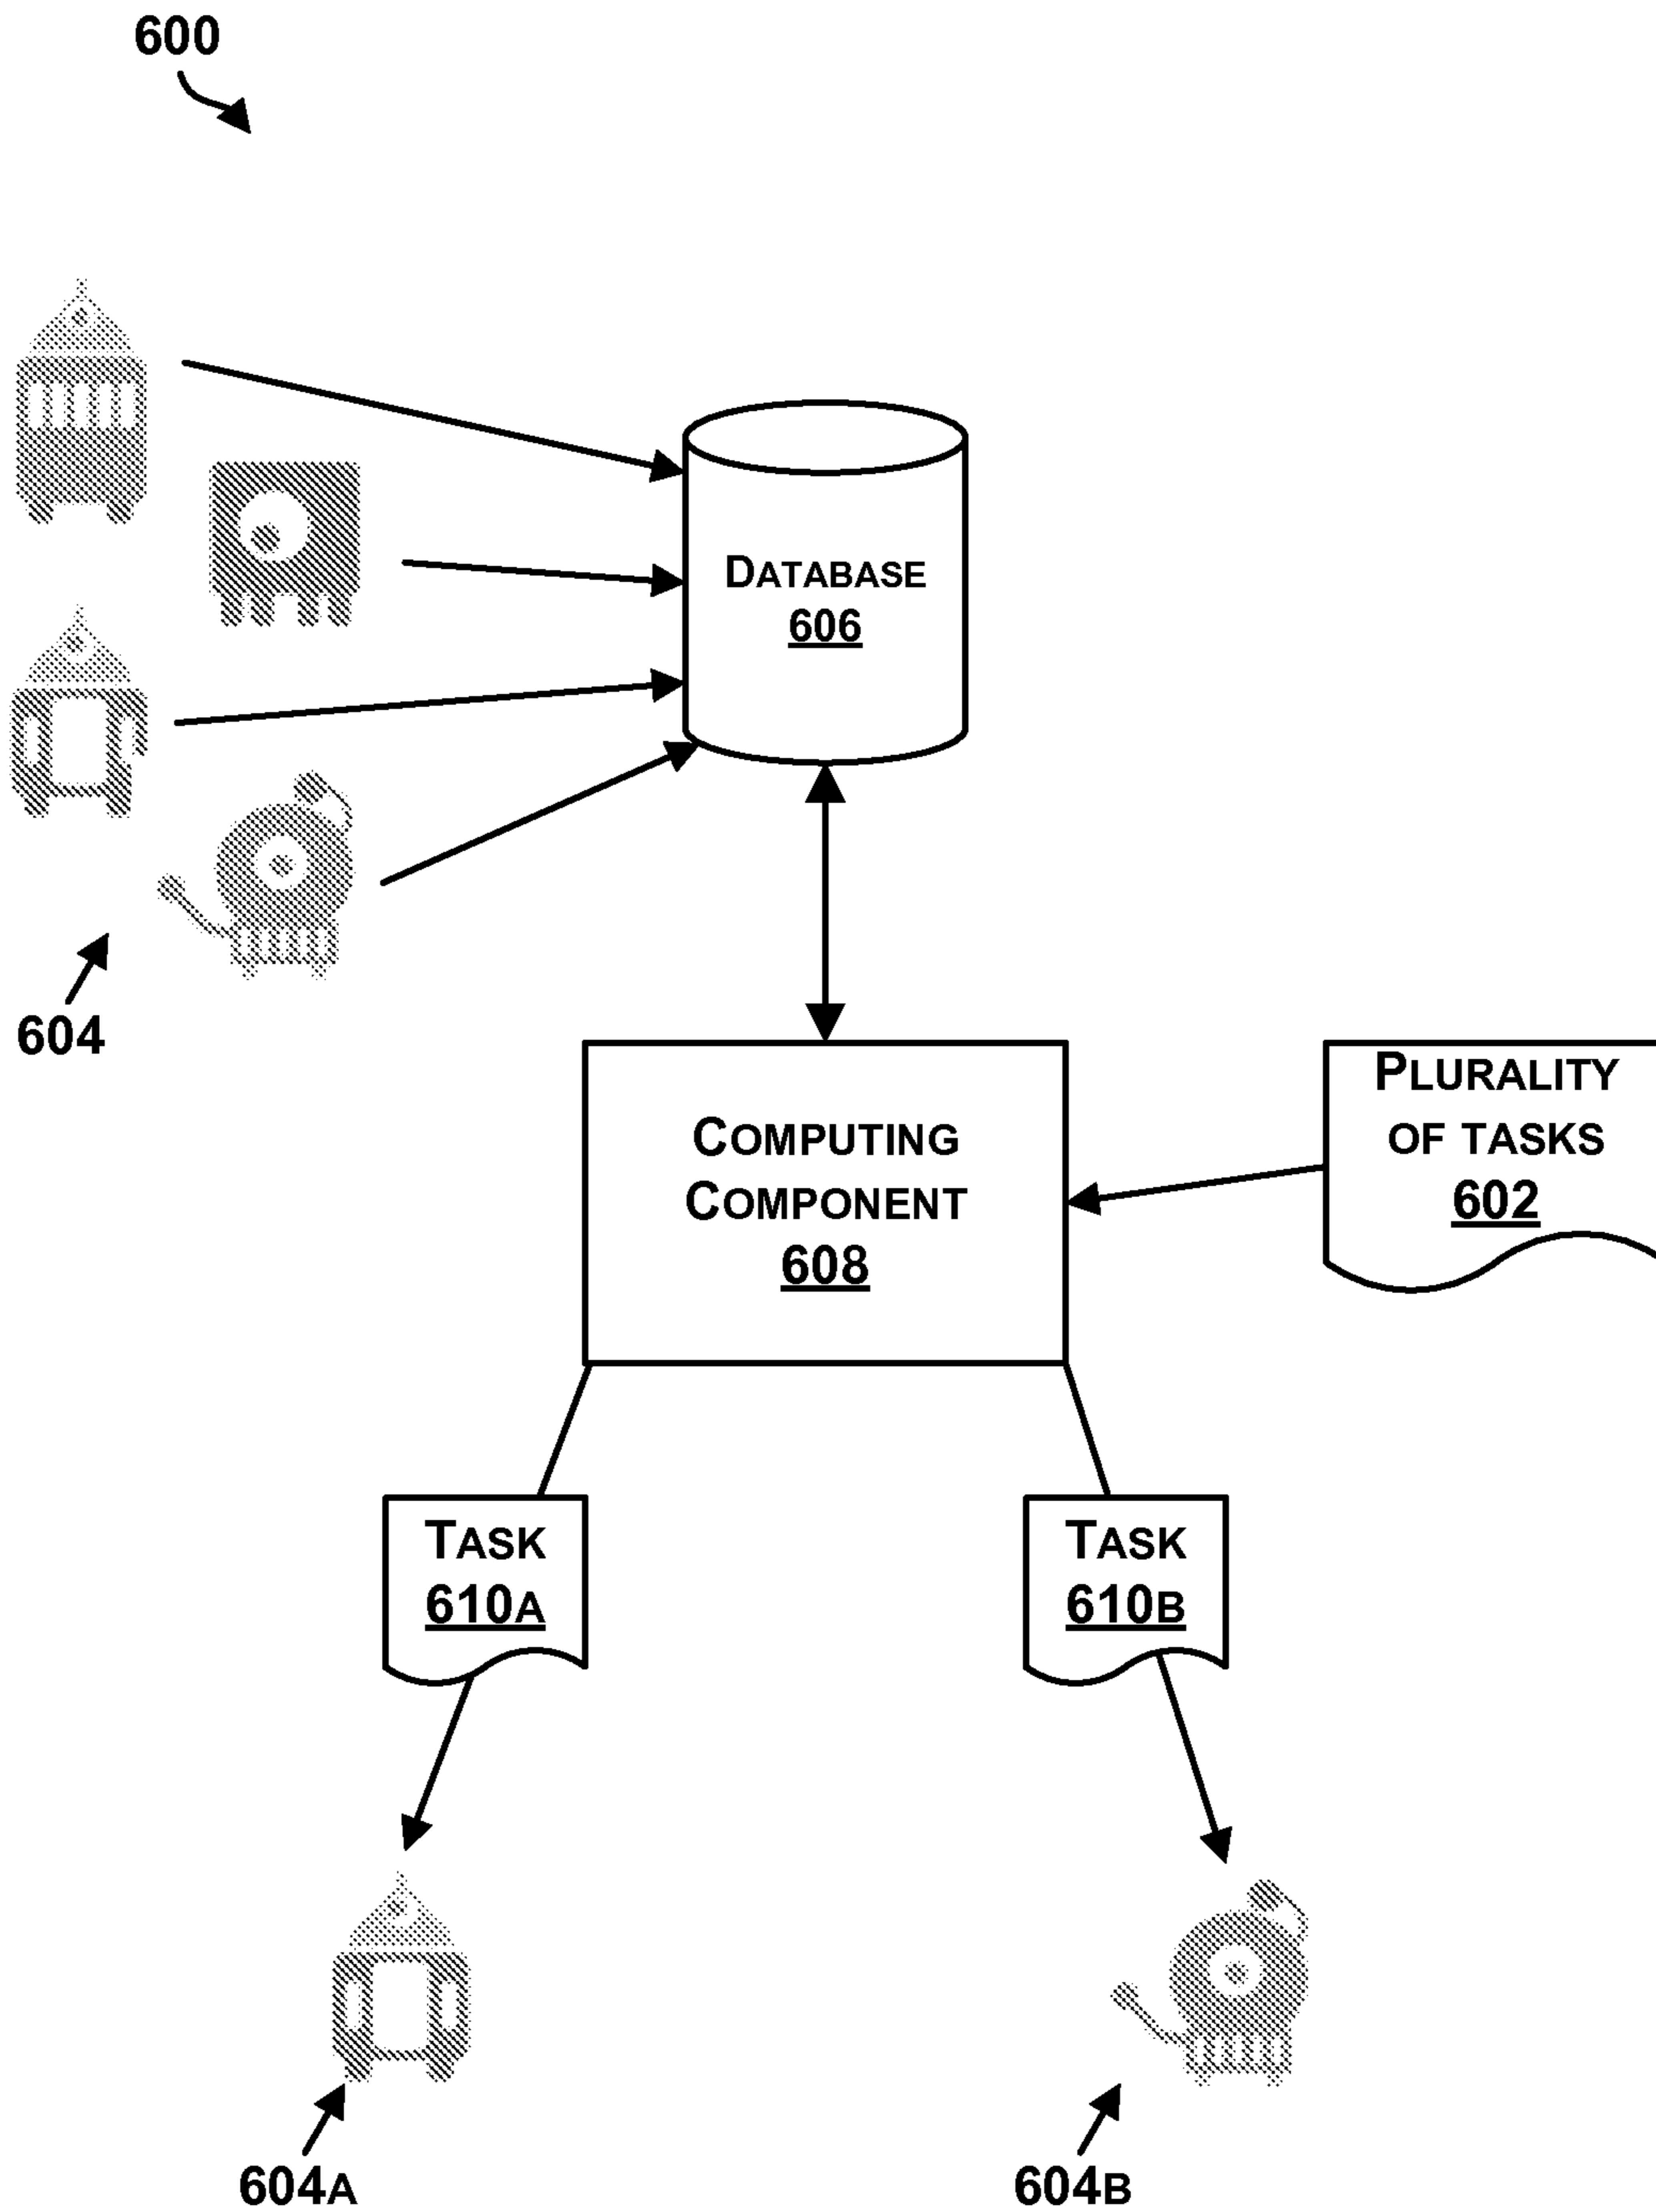 600
DATABASE
606
604
COMPUTING
COMPONENT
608
PLURALITY
OF TASKS
602
TASK
610A
TASK
610B
604A
604B